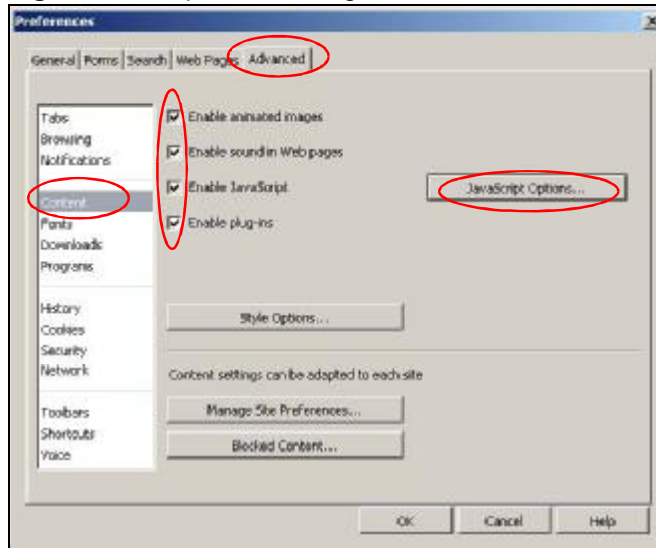 Preferences
General Forms Search Web Pages Advanced
Tabs
Browsing
Notifications
Content
Fonts
Downloads
Programs
History
Cookies
Security
Network
Toolbars
Shortcuts
Voice
Enable animated images
Enable sound in Web pages
Enable JavaScript
JavaScript Options...
Enable plug-ins
Style Options...
Content settings can be adapted to each site
Manage Site Preferences...
Blocked Content...
OK Cancel Help